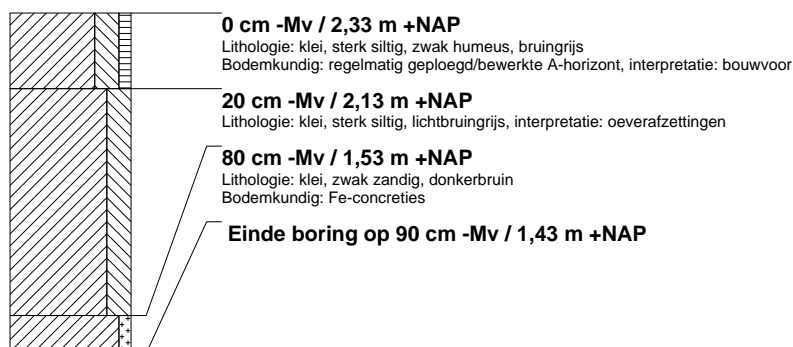 0 cm -Mv / 2,33 m +NAP
Lithologie: klei, sterk siltig, zwak humeus, bruingrijs
Bodemkundig: regelmatig geploegd/bewerkte A-horizont, interpretatie: bouwvoor
20 cm -Mv / 2,13 m +NAP
Lithologie: klei, sterk siltig, lichtbruingrijs, interpretatie: oeverafzettingen
80 cm -Mv / 1,53 m +NAP
Lithologie: klei, zwak zandig, donkerbruin
Bodemkundig: Fe-concreties
Einde boring op 90 cm -Mv / 1,43 m +NAP